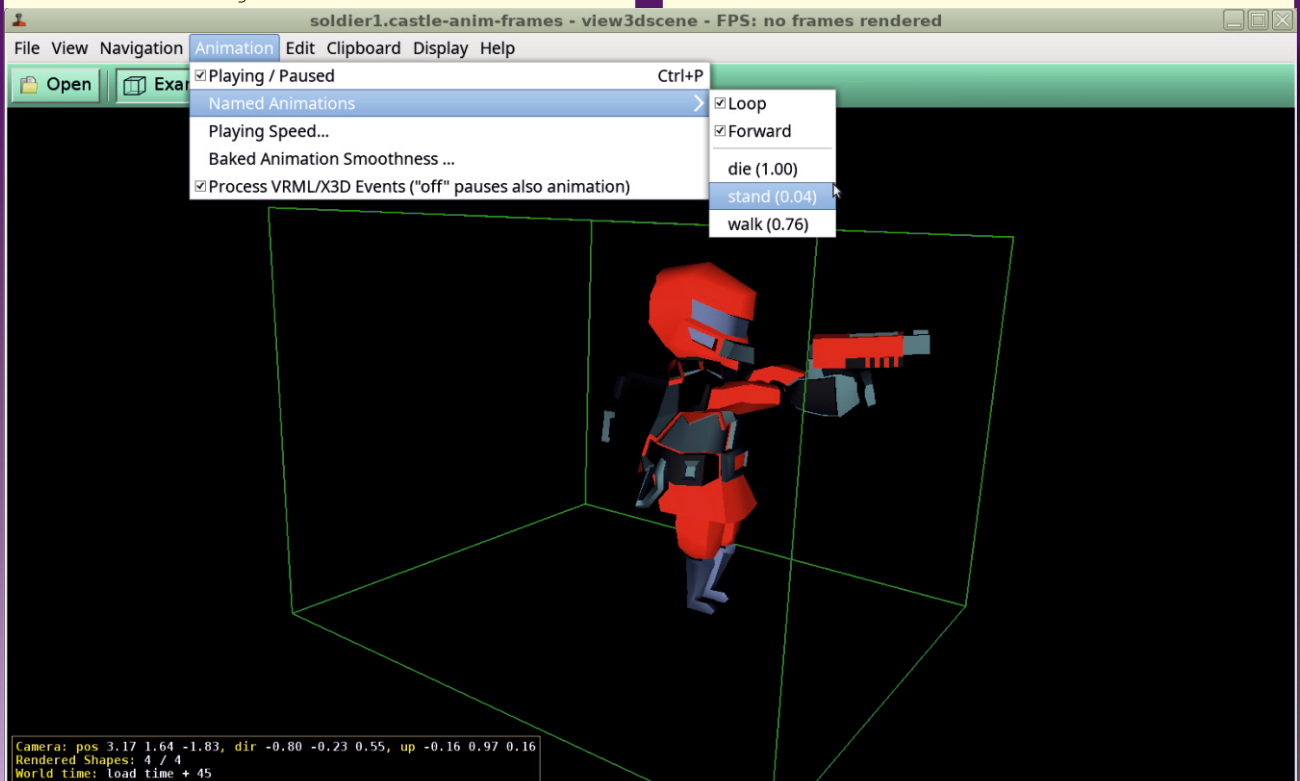 soldier1.castle-anim-frames - view3dscene - FPS: no frames rendered
File View Navigation Animation Edit Clipboard Display Help
Open
Exa
Playing / Paused Ctrl+P
Named Animations
Playing Speed...
Baked Animation Smoothness ...
Process VRML/X3D Events ("off" pauses also animation)
Loop
Forward
die (1.00)
stand (0.04)
walk (0.76)
Camera: pos 3.17 1.64 -1.83, dir -0.80 -0.23 0.55, up -0.16 0.97 0.16
Rendered Shapes: 4 / 4
World time: load time + 45